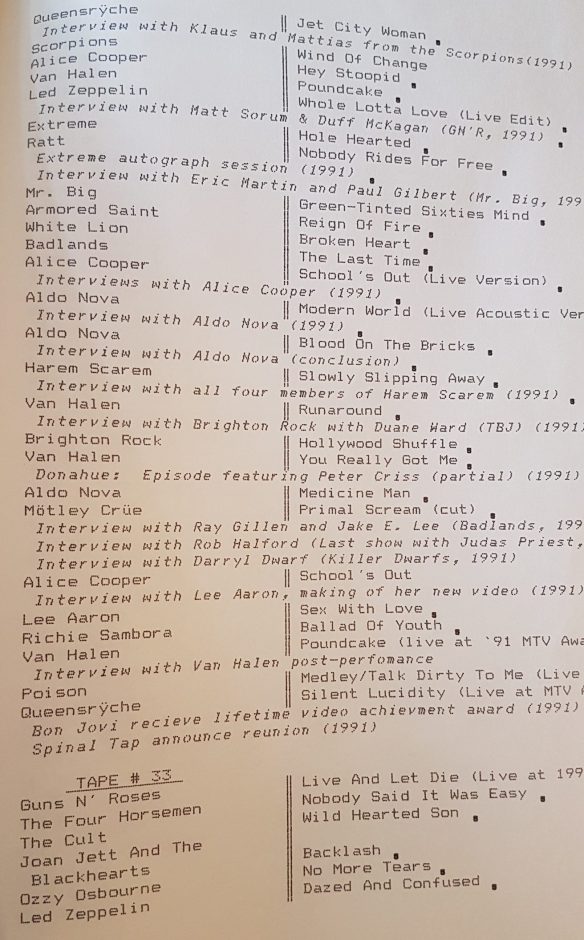 Queensrÿche ‖ Jet City Woman .
Interview with Klaus and Mattias from the Scorpions(1991)
Scorpions ‖ Wind Of Change
Alice Cooper ‖ Hey Stoopid .
Van Halen ‖ Poundcake .
Led Zeppelin ‖ Whole Lotta Love (Live Edit) .
Interview with Matt Sorum & Duff McKagan (GN'R, 1991) .
Extreme ‖ Hole Hearted .
Ratt ‖ Nobody Rides For Free .
Extreme autograph session (1991)
Interview with Eric Martin and Paul Gilbert (Mr. Big, 199
Mr. Big ‖ Green-Tinted Sixties Mind .
Armored Saint ‖ Reign Of Fire .
White Lion ‖ Broken Heart .
Badlands ‖ The Last Time .
Alice Cooper ‖ School's Out (Live Version) .
Interviews with Alice Cooper (1991) .
Aldo Nova ‖ Modern World (Live Acoustic Ver
Interview with Aldo Nova (1991) .
Aldo Nova ‖ Blood On The Bricks .
Interview with Aldo Nova (conclusion) .
Harem Scarem ‖ Slowly Slipping Away .
Interview with all four members of Harem Scarem (1991) .
Van Halen ‖ Runaround .
Interview with Brighton Rock with Duane Ward (TBJ) (1991)
Brighton Rock ‖ Hollywood Shuffle .
Van Halen ‖ You Really Got Me .
Donahue: Episode featuring Peter Criss (partial) (1991)
Aldo Nova ‖ Medicine Man .
Mötley Crüe ‖ Primal Scream (cut) .
Interview with Ray Gillen and Jake E. Lee (Badlands, 199
Interview with Rob Halford (Last show with Judas Priest,
Interview with Darryl Dwarf (Killer Dwarfs, 1991)
Alice Cooper ‖ School's Out
Interview with Lee Aaron, making of her new video (1991)
Lee Aaron ‖ Sex With Love .
Richie Sambora ‖ Ballad Of Youth .
Van Halen ‖ Poundcake (live at `91 MTV Awa
Interview with Van Halen post-perfomance
Poison ‖ Medley/Talk Dirty To Me (Live
Queensrÿche ‖ Silent Lucidity (Live at MTV A
Bon Jovi recieve lifetime video achievment award (1991)
Spinal Tap announce reunion (1991)
TAPE # 33
Guns N' Roses ‖ Live And Let Die (Live at 199
The Four Horsemen ‖ Nobody Said It Was Easy .
The Cult ‖ Wild Hearted Son .
Joan Jett And The
Blackhearts ‖ Backlash .
Ozzy Osbourne ‖ No More Tears .
Led Zeppelin ‖ Dazed And Confused .